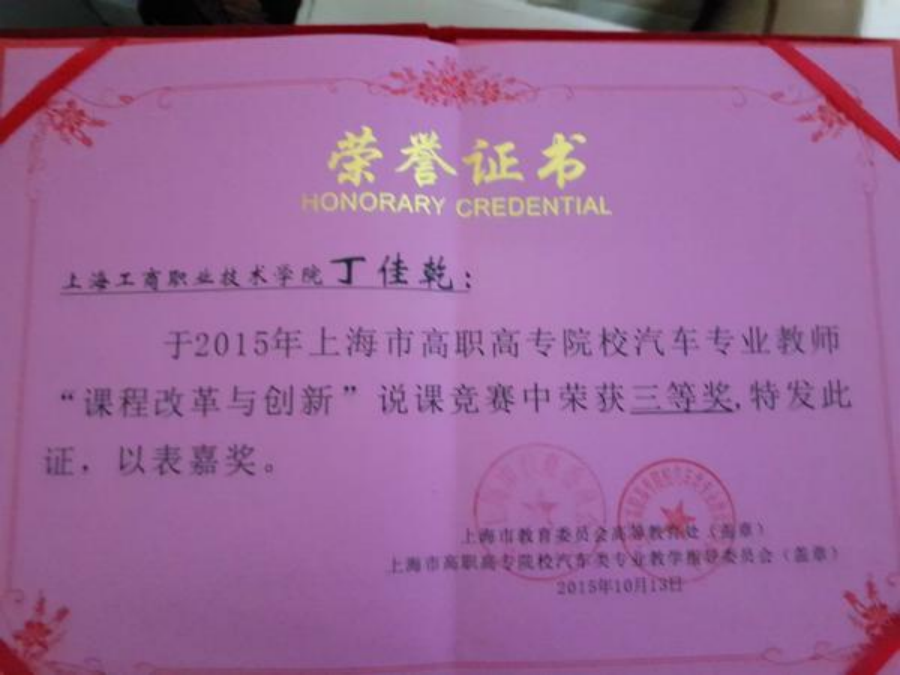 荣誉证书
HONORARY CREDENTIAL
上海工商职业技术学院丁佳乾:
于2015年上海市高职高专院校汽车专业教师
“课程改革与创新”说课竞赛中荣获三等奖,特发此
证，以表嘉奖。
上海市教育委员会高等教育处（盖章）
上海市高职高专院校汽车类专业教学指导委员会（盖章）
2015年10月13日